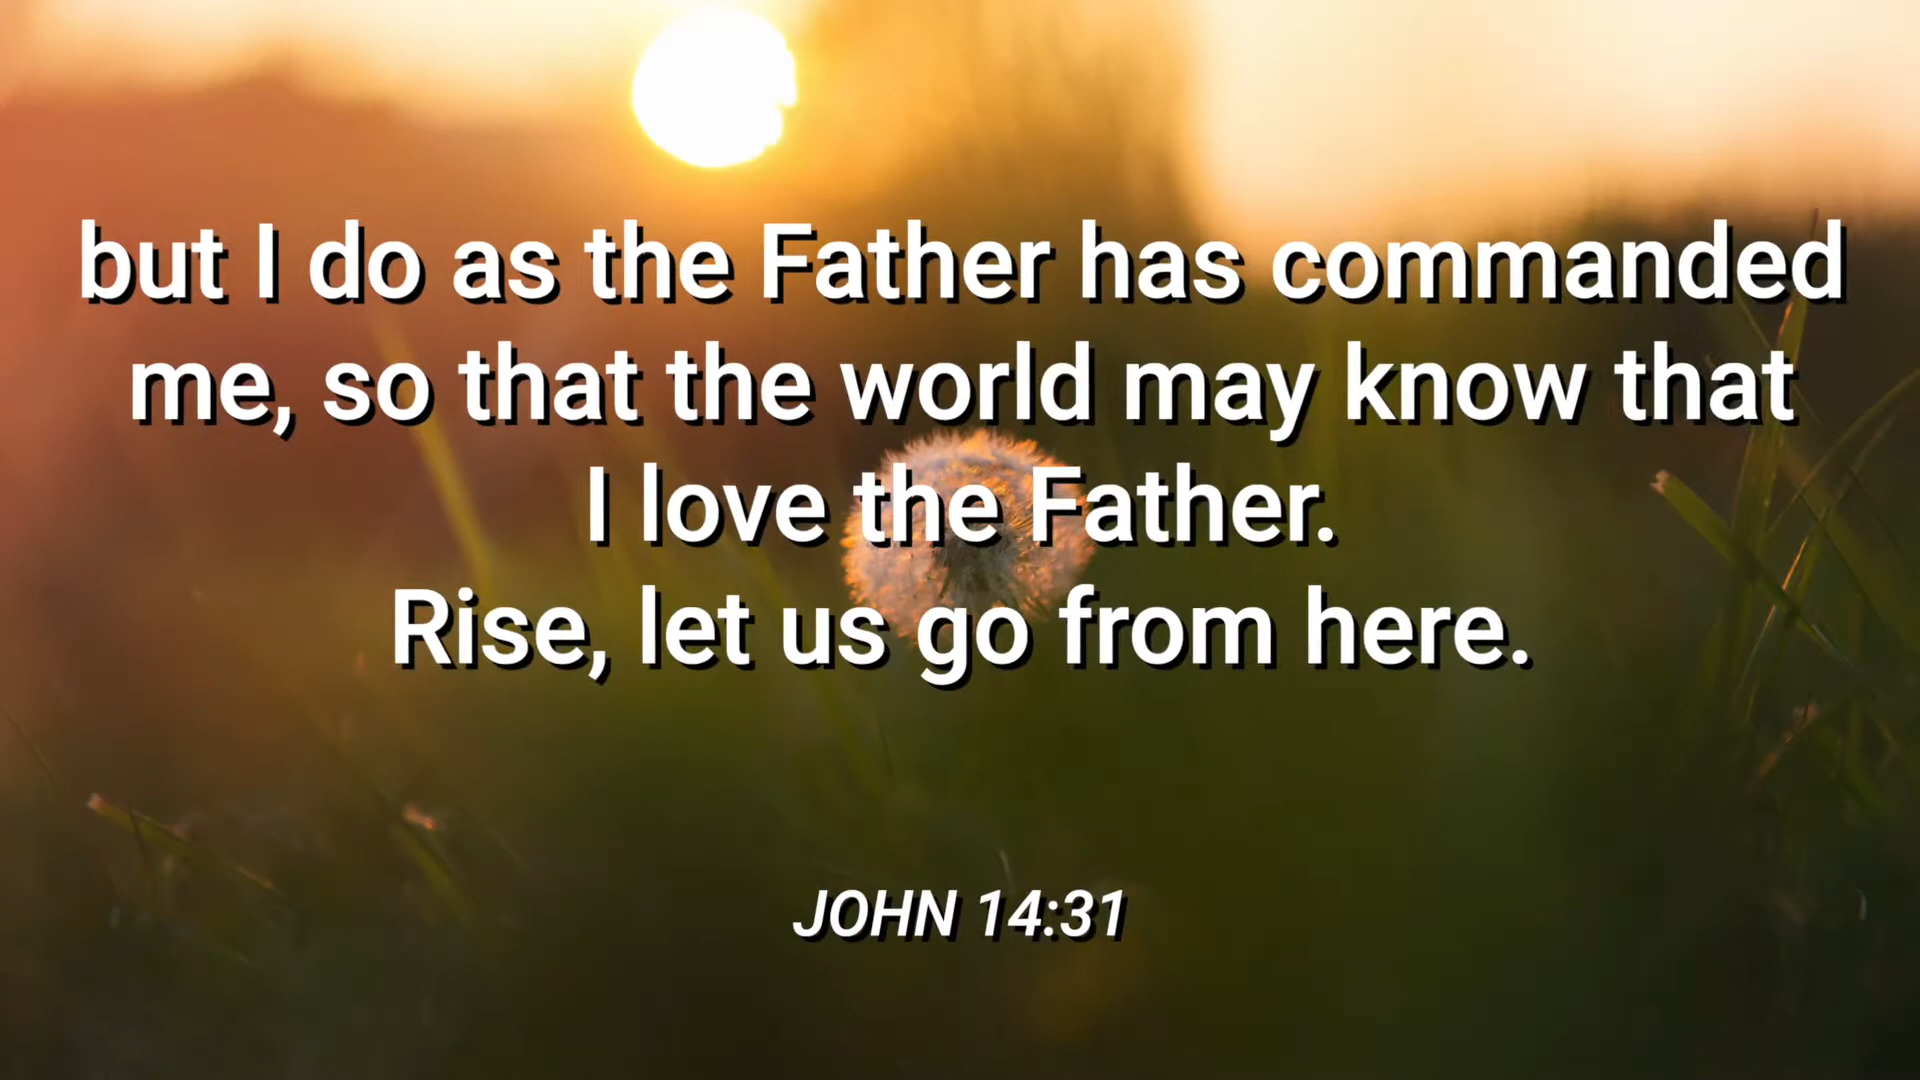 but I do as the Father has commanded
me, so that the world may know that
I love the Father.
Rise, let us go from here.
JOHN 14:31